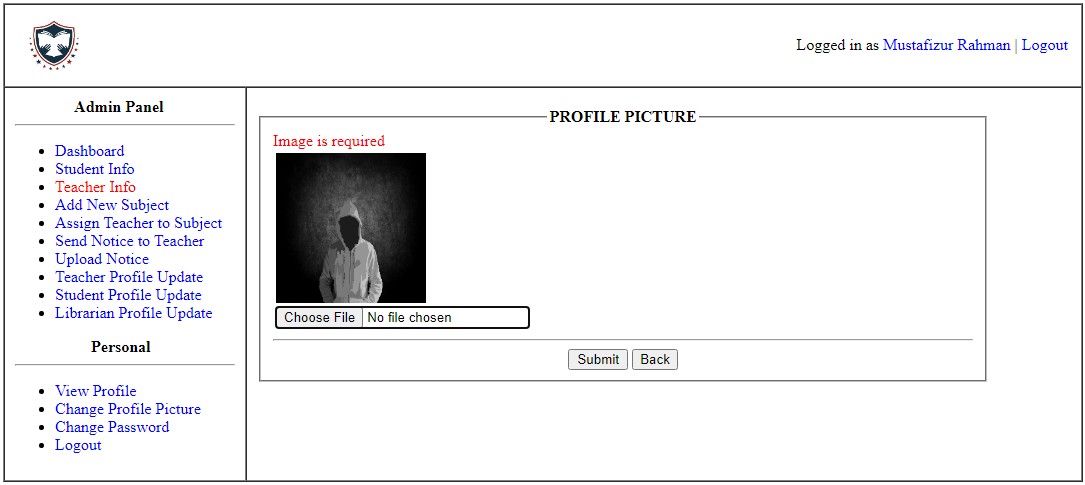 Logged in as Mustafizur Rahman | Logout
Admin Panel
Dashboard
Student Info
Teacher Info
Add New Subject
Assign Teacher to Subject
Send Notice to Teacher
Upload Notice
Teacher Profile Update
Student Profile Update
Librarian Profile Update
Personal
View Profile
Change Profile Picture
Change Password
Logout
PROFILE PICTURE
Image is required
Choose File No file chosen
Submit Back